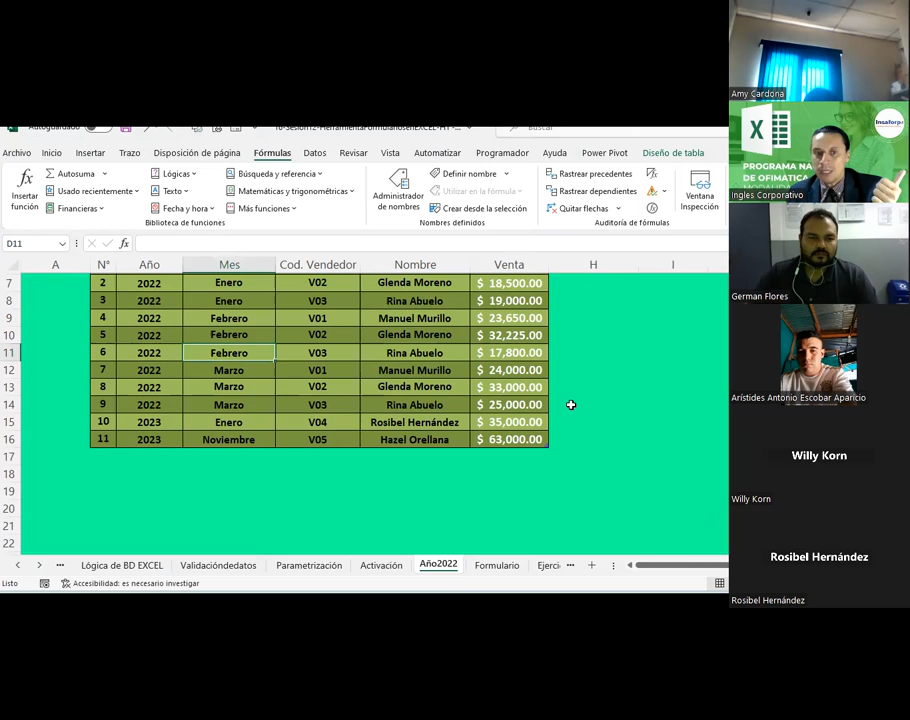 Autoguardado
16-Sesion12-HerramientaFormulariosenEXCEL-HT -...
Buscar
Archivo Inicio Insertar Trazo Disposición de página Fórmulas Datos Revisar Vista Automatizar Programador Ayuda Power Pivot Diseño de tabla
Insertar función
Autosuma
Usado recientemente
Financieras
Lógicas
Texto
Fecha y hora
Búsqueda y referencia
Matemáticas y trigonométricas
Más funciones
Biblioteca de funciones
Administrador de nombres
Definir nombre
Utilizar en la fórmula
Crear desde la selección
Nombres definidos
Rastrear precedentes
Rastrear dependientes
Quitar flechas
Auditoría de fórmulas
Ventana Inspección
D11
fx
A N° Año Mes Cod. Vendedor Nombre Venta H I
7 2 2022 Enero V02 Glenda Moreno $ 18,500.00
8 3 2022 Enero V03 Rina Abuelo $ 19,000.00
9 4 2022 Febrero V01 Manuel Murillo $ 23,650.00
10 5 2022 Febrero V02 Glenda Moreno $ 32,225.00
11 6 2022 Febrero V03 Rina Abuelo $ 17,800.00
12 7 2022 Marzo V01 Manuel Murillo $ 24,000.00
13 8 2022 Marzo V02 Glenda Moreno $ 33,000.00
14 9 2022 Marzo V03 Rina Abuelo $ 25,000.00
15 10 2023 Enero V04 Rosibel Hernández $ 35,000.00
16 11 2023 Noviembre V05 Hazel Orellana $ 63,000.00
17
18
19
20
21
22
Lógica de BD EXCEL Validacióndedatos Parametrización Activación Año2022 Formulario Ejerci
Listo
Accesibilidad: es necesario investigar
Amy Cardona
X
Insaforp
PROGRAMA NA
DE OFIMÁTICA
Ingles Corporativo
German Flores
Arístides Antonio Escobar Aparicio
Willy Korn
Willy Korn
Rosibel Hernández
Rosibel Hernández